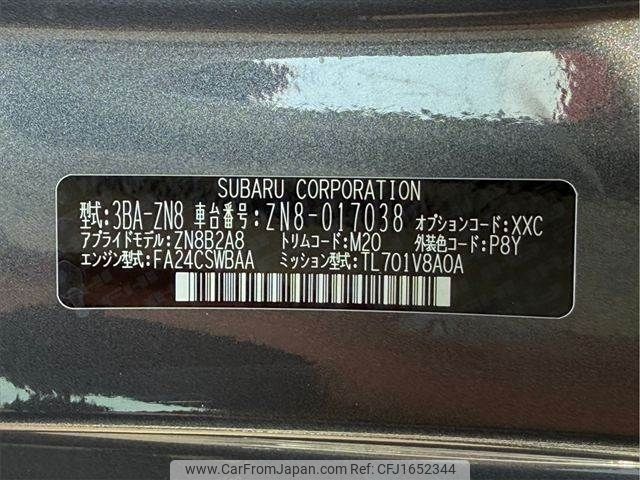 SUBARU CORPORATION
型式:3BA-ZN8 車台番号:ZN8-017038 オプションコード:XXC
アプライドモデル:ZN8B2A8 トリムコード:M20 外装色コード:P8Y
エンジン型式:FA24CSWBAA ミッション型式:TL701V8A0A
www.CarFromJapan.com - CFJ1652344